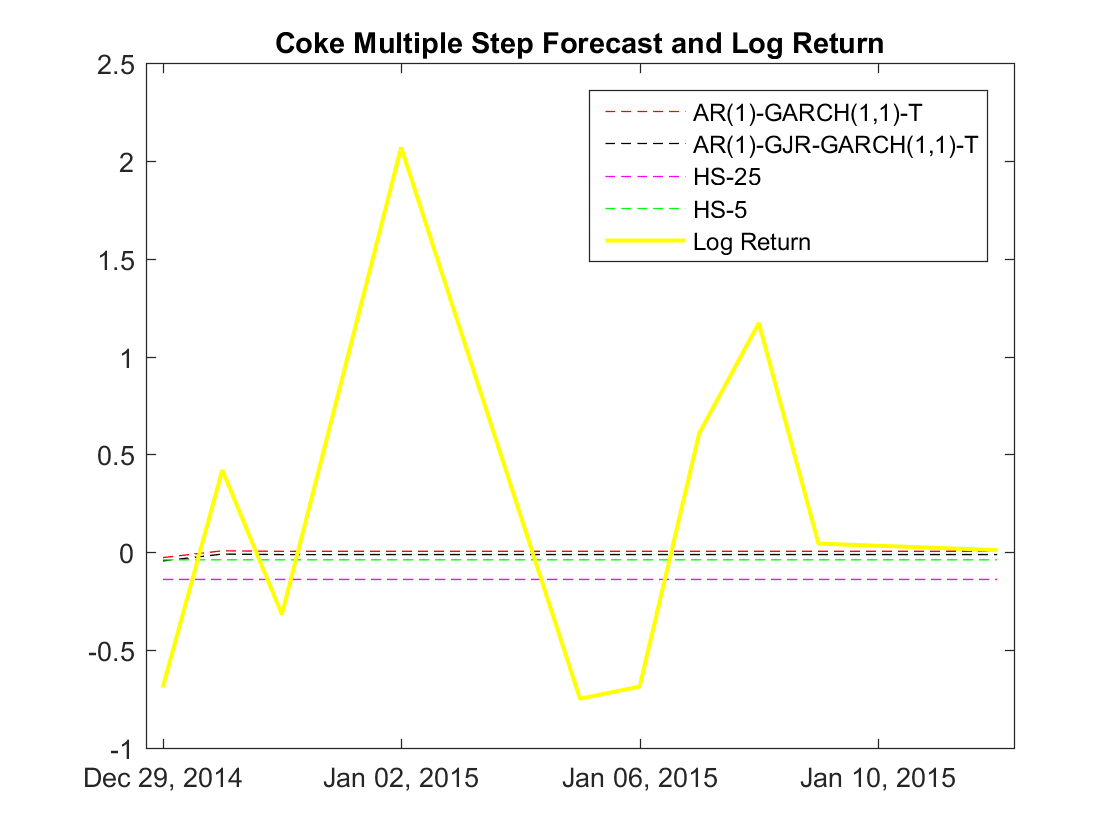 Coke Multiple Step Forecast and Log Return
2.5
2
1.5
1
0.5
0
-0.5
-1
AR(1)-GARCH(1,1)-T
AR(1)-GJR-GARCH(1,1)-T
HS-25
HS-5
Log Return
Dec 29, 2014 Jan 02, 2015 Jan 06, 2015 Jan 10, 2015